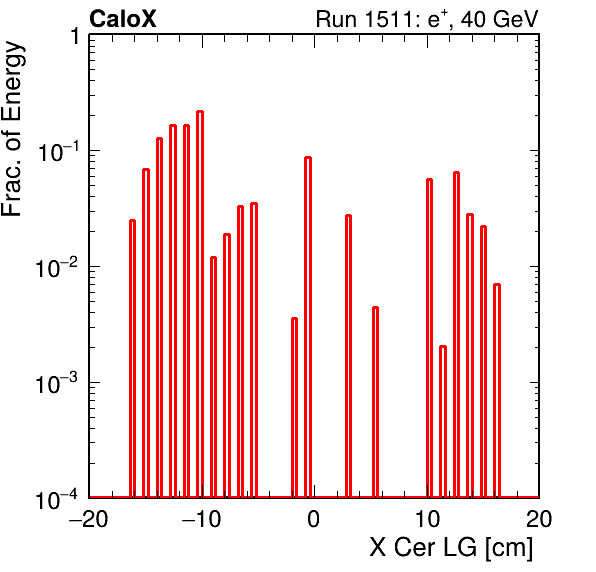 CaloX Run 1511: e⁺, 40 GeV
Frac. of Energy
1
10⁻¹
10⁻²
10⁻³
10⁻⁴
−20 −10 0 10 20
X Cer LG [cm]